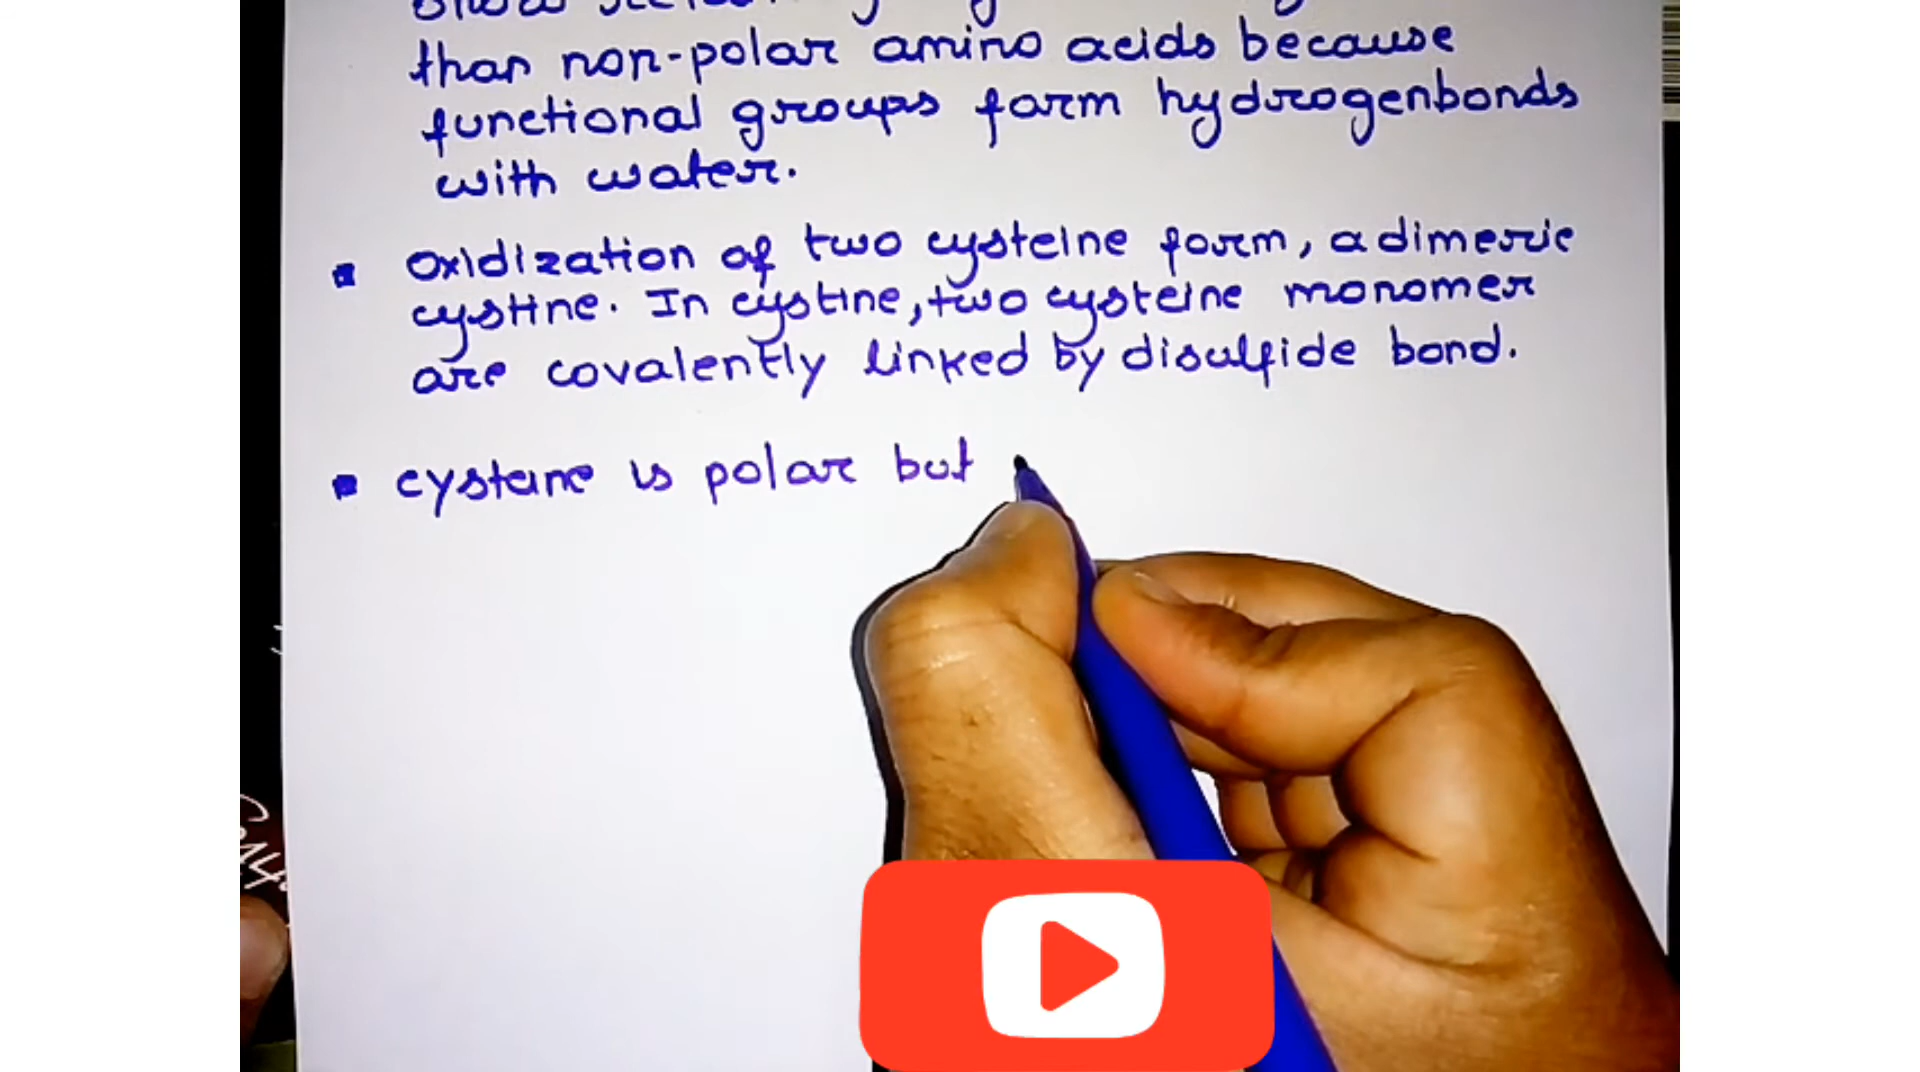 than non-polar amino acids because
functional groups form hydrogenbonds
with water.
Oxidization of two cysteine form, a dimeric
cystine. In cystine, two cysteine monomer
are covalently linked by disulfide bond.
cysteine is polar but